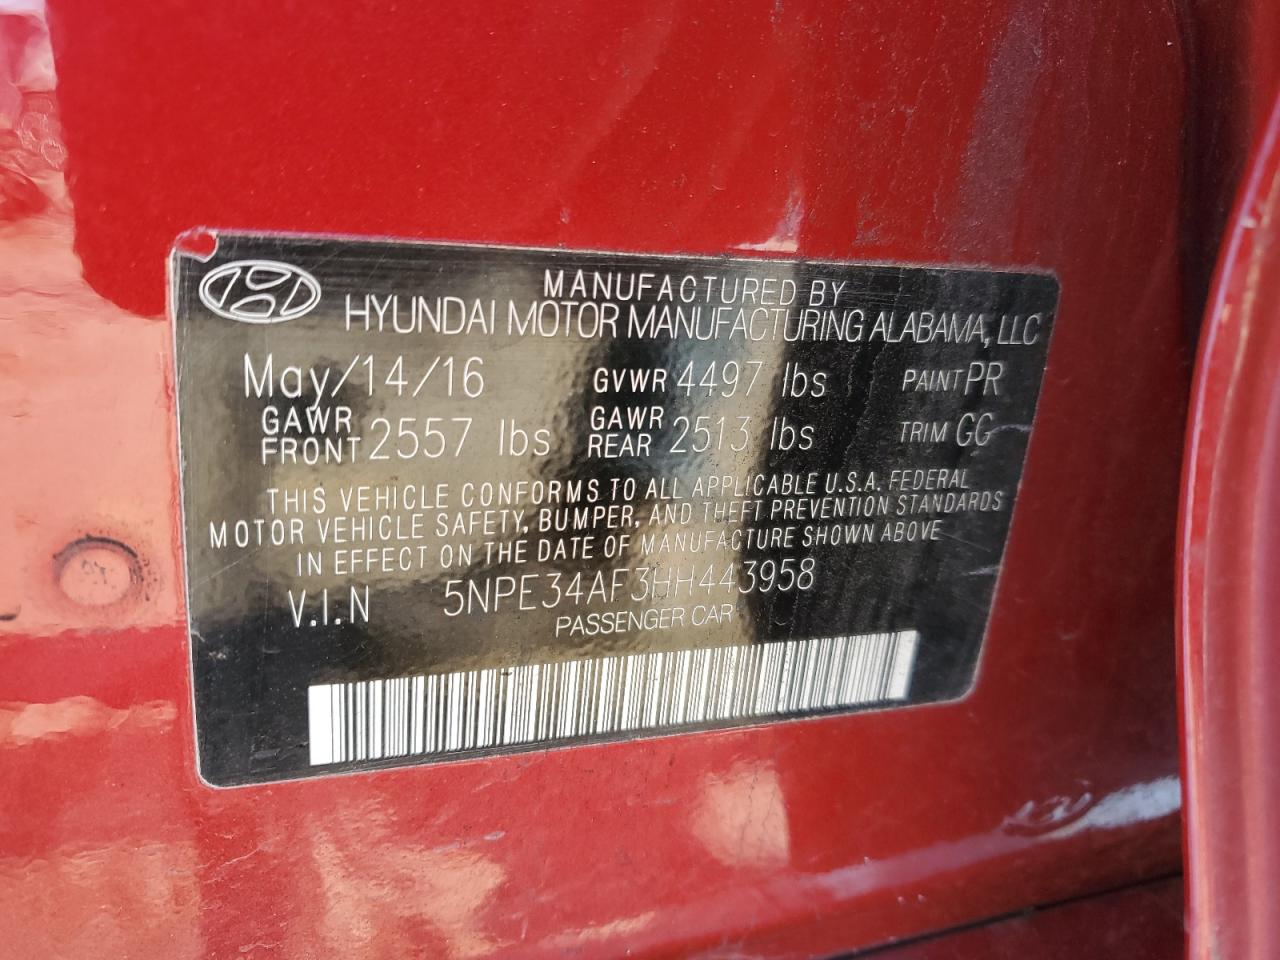 MANUFACTURED BY
HYUNDAI MOTOR MANUFACTURING ALABAMA, LLC
May/14/16 GVWR 4497 lbs PAINT PR
GAWR FRONT 2557 lbs GAWR REAR 2513 lbs TRIM GG
THIS VEHICLE CONFORMS TO ALL APPLICABLE U.S.A. FEDERAL
MOTOR VEHICLE SAFETY, BUMPER, AND THEFT PREVENTION STANDARDS
IN EFFECT ON THE DATE OF MANUFACTURE SHOWN ABOVE
V.I.N 5NPE34AF3HH443958
PASSENGER CAR